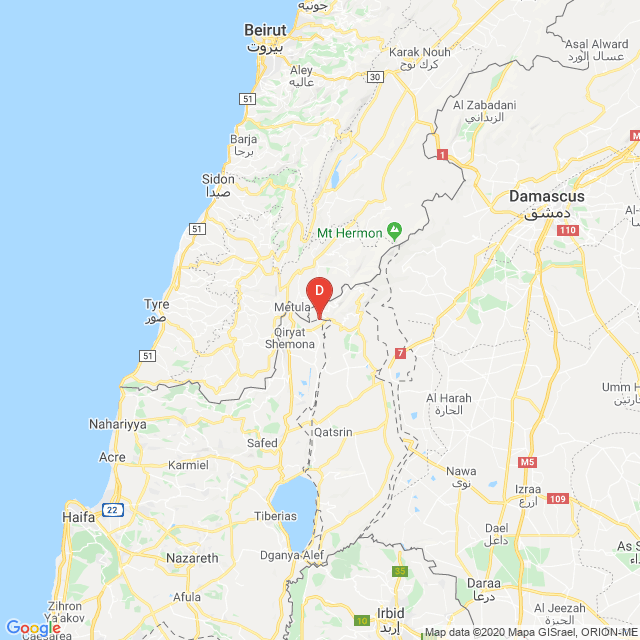 جونيه
Beirut
بيروت
Karak Nouh
كرك نوح
Asal Alward
عسال الورد
Aley
عاليه
30
51
Al Zabadani
الزبداني
Barja
برجا
1
Sidon
صيدا
Damascus
دمشق
51
110
Mt Hermon
D
Tyre
صور
Metula
Qiryat
Shemona
51
7
Umm H
Al Harah
الحارة
Nahariyya
Qatsrin
Safed
Acre
Karmiel
M5
Nawa
نوى
Izraa
ازرع
109
22
Haifa
Tiberias
Dael
داعل
As S
Nazareth
Dganya Alef
35
Daraa
درعا
Afula
Zihron
Ya'akov
10
Irbid
إربد
Al Jeezah
الجيزة
Google
Map data ©2020 Mapa GISrael, ORION-ME